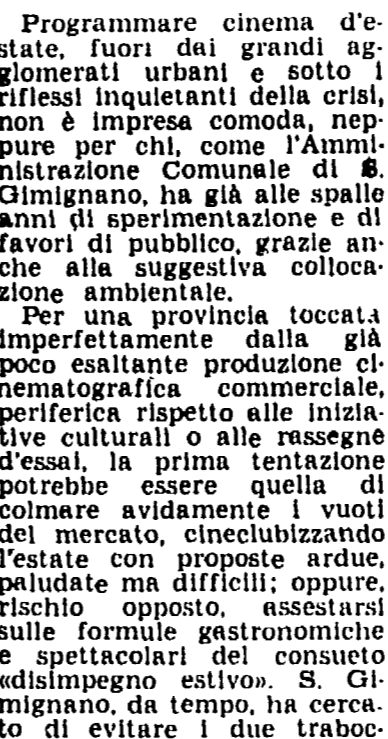 Programmare cinema d'e-
state, fuori dai grandi ag-
glomerati urbani e sotto i
riflessi inquietanti della crisi,
non è impresa comoda, nep-
pure per chi, come l'Ammi-
nistrazione Comunale di S.
Gimignano, ha già alle spalle
anni di sperimentazione e di
favori di pubblico, grazie an-
che alla suggestiva colloca-
zione ambientale.
Per una provincia toccata
imperfettamente dalla già
poco esaltante produzione ci-
nematografica commerciale,
periferica rispetto alle inizia-
tive culturali o alle rassegne
d'essai, la prima tentazione
potrebbe essere quella di
colmare avidamente i vuoti
del mercato, cineclubizzando
l'estate con proposte ardue,
paludate ma difficili; oppure,
rischio opposto, assestarsi
sulle formule gastronomiche
e spettacolari del consueto
«disimpegno estivo». S. Gi-
mignano, da tempo, ha cerca-
to di evitare i due traboc-